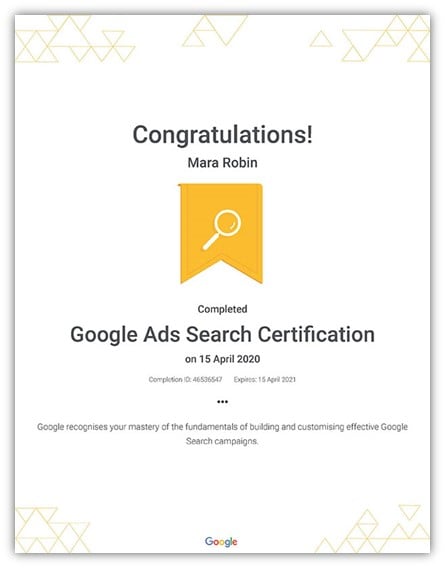 Congratulations!
Mara Robin
Completed
Google Ads Search Certification
on 15 April 2020
Completion ID: 46536547 Expires: 15 April 2021
•••
Google recognises your mastery of the fundamentals of building and customising effective Google
Search campaigns.
Google